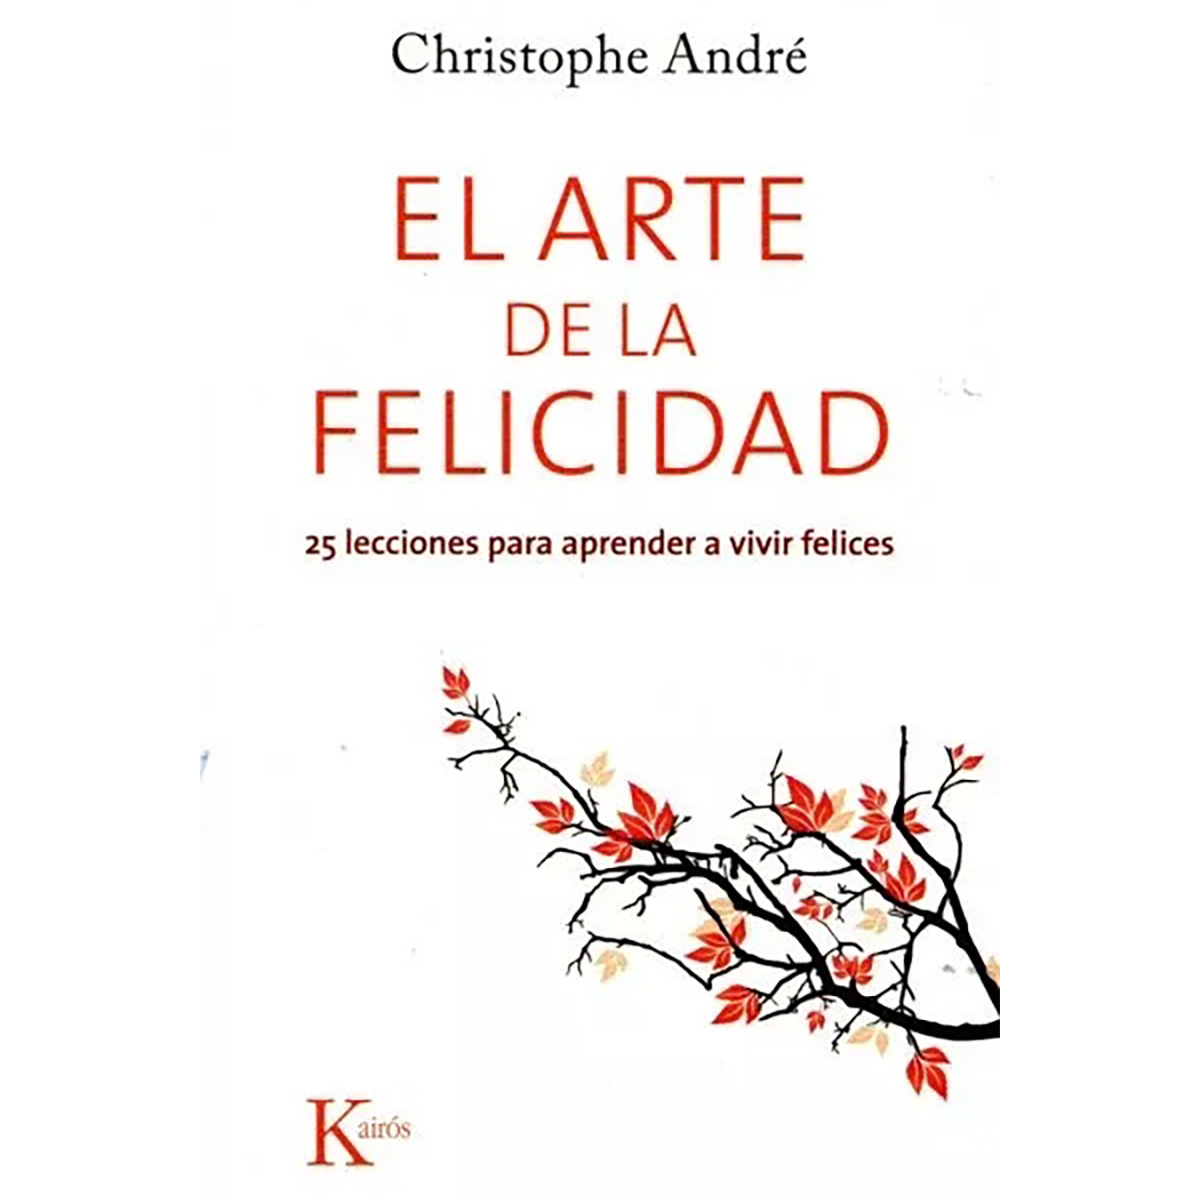 Christophe André
EL ARTE
DE LA
FELICIDAD
25 lecciones para aprender a vivir felices
Kairós